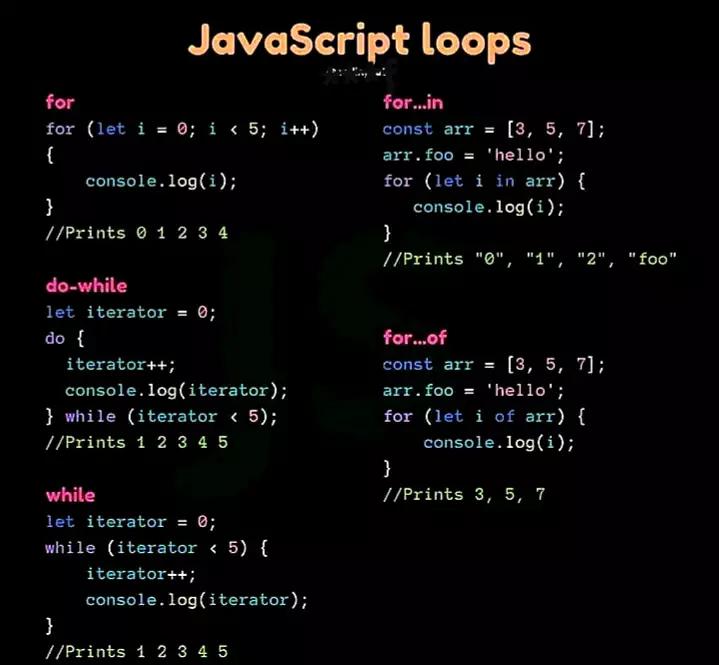 JavaScript loops
for
for (let i = 0; i < 5; i++)
{
    console.log(i);
}
//Prints 0 1 2 3 4
do-while
let iterator = 0;
do {
  iterator++;
  console.log(iterator);
} while (iterator < 5);
//Prints 1 2 3 4 5
while
let iterator = 0;
while (iterator < 5) {
    iterator++;
    console.log(iterator);
}
//Prints 1 2 3 4 5
for...in
const arr = [3, 5, 7];
arr.foo = 'hello';
for (let i in arr) {
   console.log(i);
}
//Prints "0", "1", "2", "foo"
for...of
const arr = [3, 5, 7];
arr.foo = 'hello';
for (let i of arr) {
    console.log(i);
}
//Prints 3, 5, 7